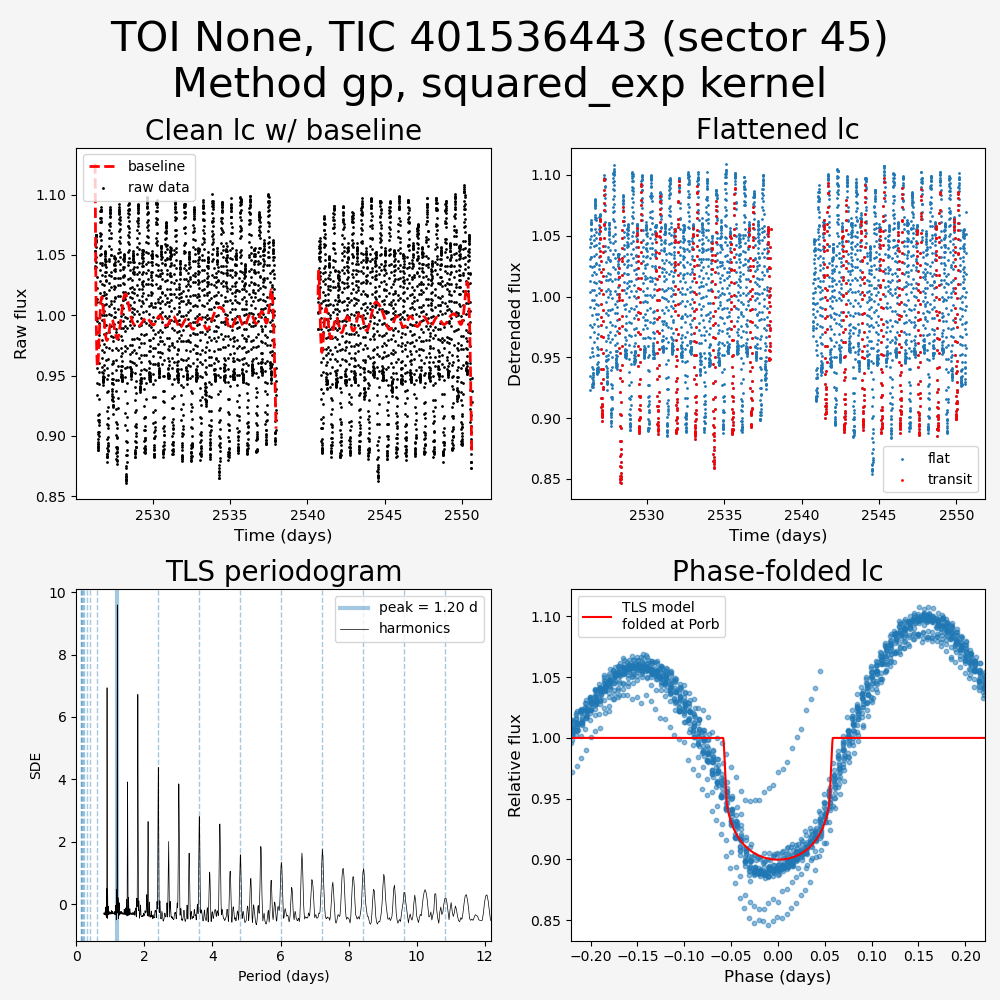 TOI None, TIC 401536443 (sector 45)
Method gp, squared_exp kernel
Clean lc w/ baseline
baseline
raw data
Raw flux
1.10
1.05
1.00
0.95
0.90
0.85
2530
2535
2540
2545
2550
Time (days)
Flattened lc
Detrended flux
1.10
1.05
1.00
0.95
0.90
0.85
flat
transit
2530
2535
2540
2545
2550
Time (days)
TLS periodogram
peak = 1.20 d
harmonics
SDE
10
8
6
4
2
0
0
2
4
6
8
10
12
Period (days)
Phase-folded lc
TLS model
folded at Porb
Relative flux
1.10
1.05
1.00
0.95
0.90
0.85
−0.20
−0.15
−0.10
−0.05
0.00
0.05
0.10
0.15
0.20
Phase (days)